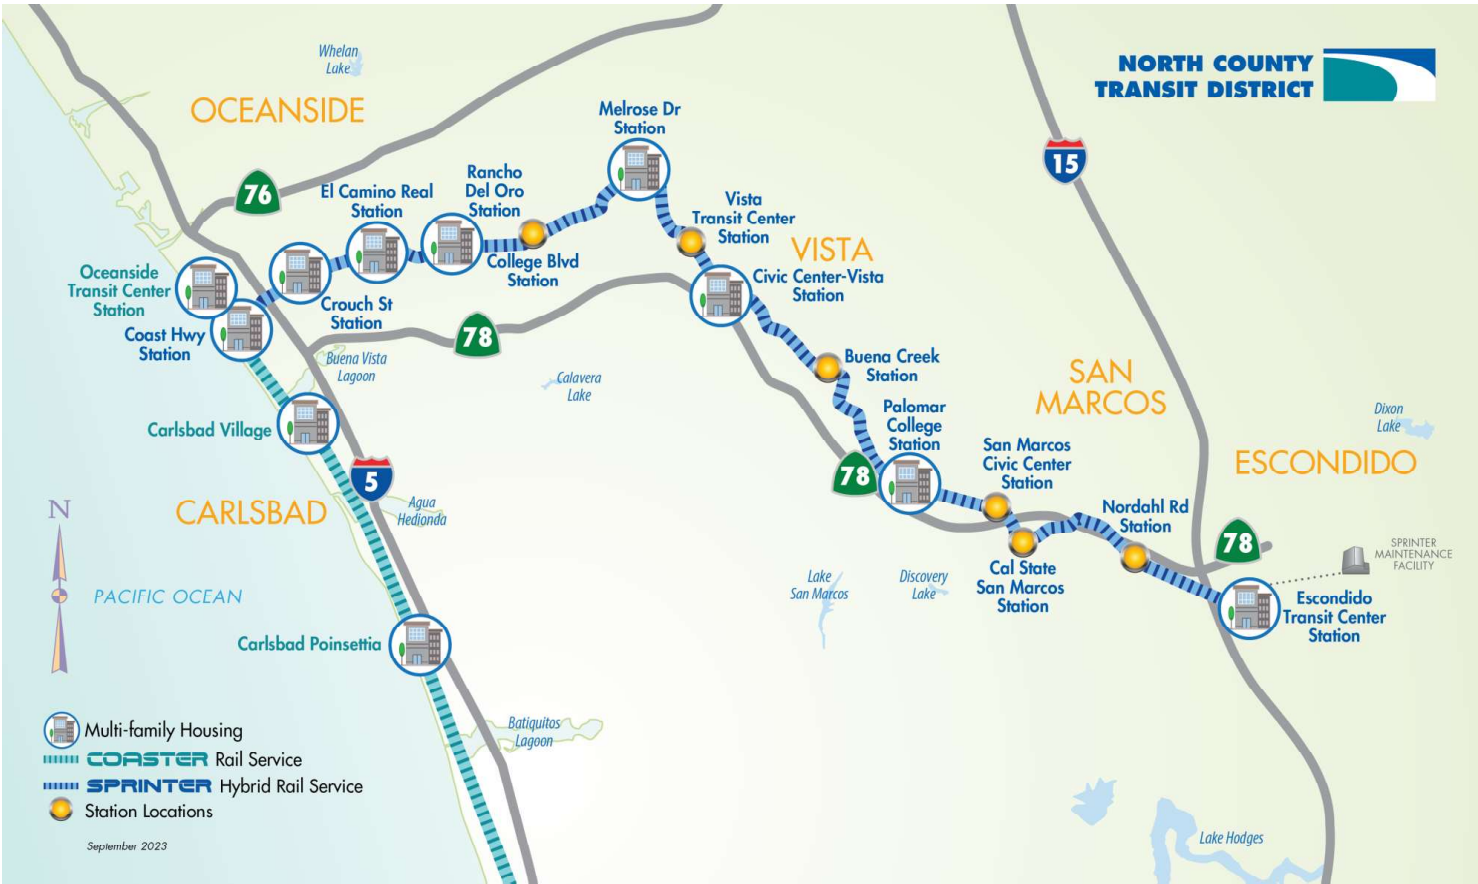 NORTH COUNTY
TRANSIT DISTRICT
Whelan
Lake
OCEANSIDE
76
15
Melrose Dr
Station
Rancho
Del Oro
Station
El Camino Real
Station
Vista
Transit Center
Station
VISTA
College Blvd
Station
Civic Center-Vista
Station
Oceanside
Transit Center
Station
Crouch St
Station
Coast Hwy
Station
78
Buena Vista
Lagoon
Calavera
Lake
Buena Creek
Station
SAN
MARCOS
Palomar
College
Station
Dixon
Lake
Carlsbad Village
San Marcos
Civic Center
Station
ESCONDIDO
5
78
N
CARLSBAD
Agua
Hedionda
Nordahl Rd
Station
78
SPRINTER
MAINTENANCE
FACILITY
PACIFIC OCEAN
Lake
San Marcos
Discovery
Lake
Cal State
San Marcos
Station
Escondido
Transit Center
Station
Carlsbad Poinsettia
Batiquitos
Lagoon
Multi-family Housing
COASTER Rail Service
SPRINTER Hybrid Rail Service
Station Locations
September 2023
Lake Hodges